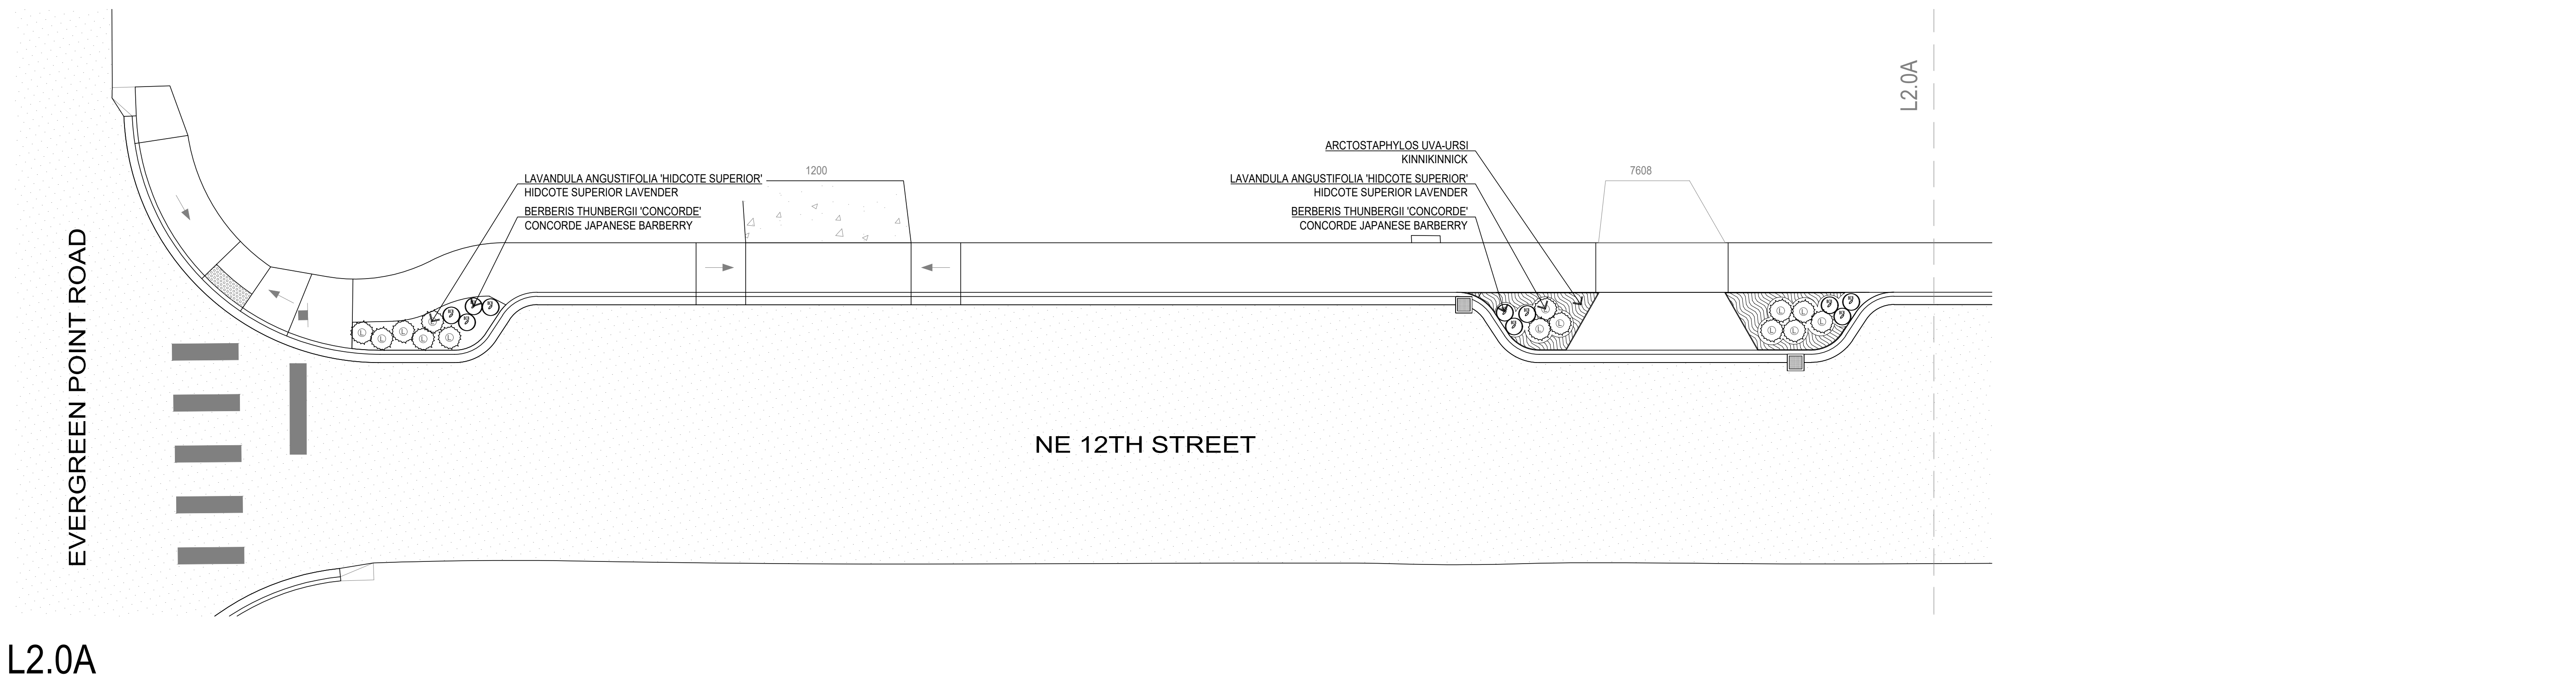 L2.0A
ARCTOSTAPHYLOS UVA-URSI
KINNIKINNICK
LAVANDULA ANGUSTIFOLIA 'HIDCOTE SUPERIOR'
HIDCOTE SUPERIOR LAVENDER
BERBERIS THUNBERGII 'CONCORDE'
CONCORDE JAPANESE BARBERRY
1200
LAVANDULA ANGUSTIFOLIA 'HIDCOTE SUPERIOR'
HIDCOTE SUPERIOR LAVENDER
BERBERIS THUNBERGII 'CONCORDE'
CONCORDE JAPANESE BARBERRY
7608
EVERGREEN POINT ROAD
NE 12TH STREET
L2.0A